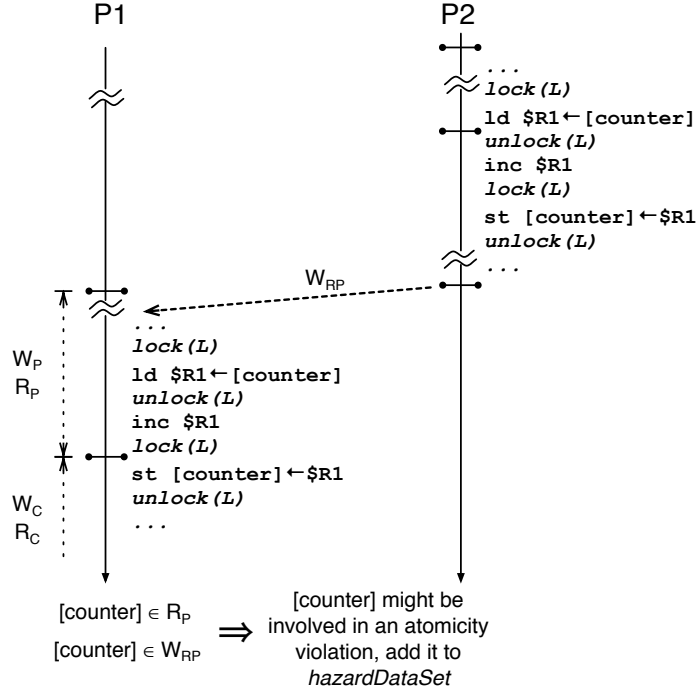 P1
P2
...
lock(L)
ld $R1←[counter]
unlock(L)
inc $R1
lock(L)
st [counter]←$R1
unlock(L)
...
W_RP
W_P
R_P
...
lock(L)
ld $R1←[counter]
unlock(L)
inc $R1
lock(L)
st [counter]←$R1
unlock(L)
...
W_C
R_C
[counter] ∈ R_P
[counter] ∈ W_RP
⇒
[counter] might be
involved in an atomicity
violation, add it to
hazardDataSet